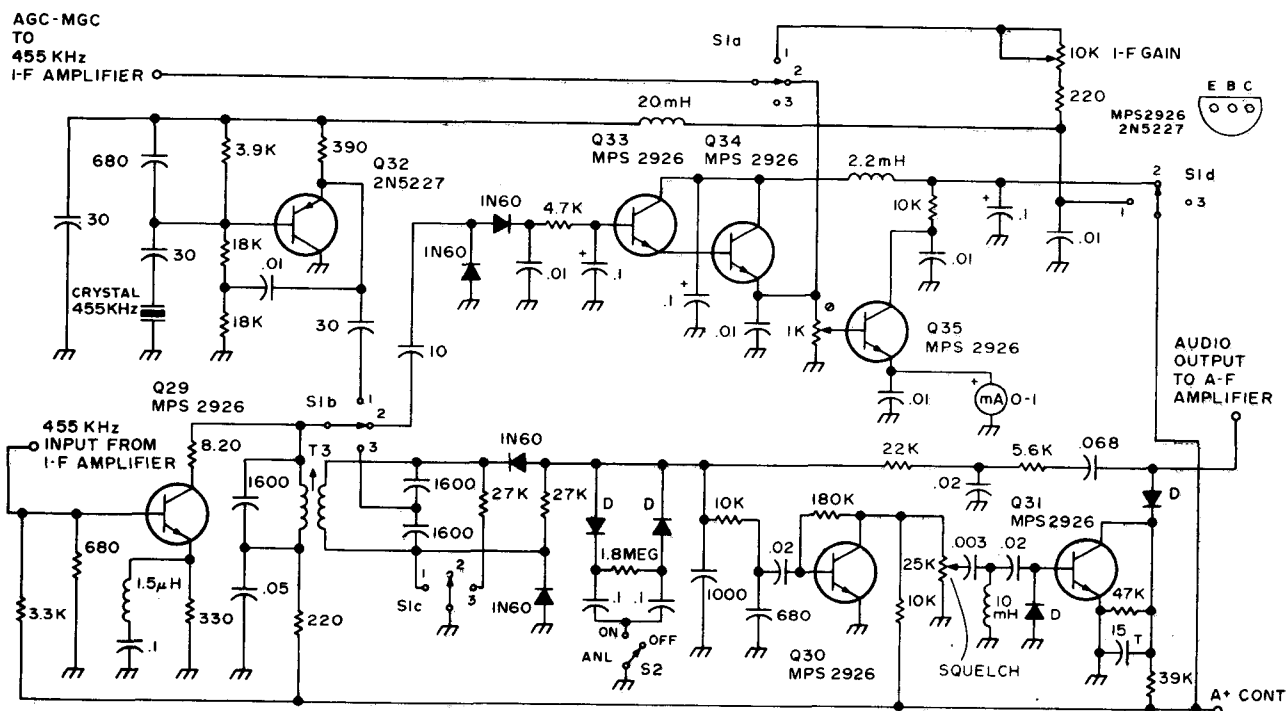 AGC-MGC
TO
455 KHz
I-F AMPLIFIER
S1a
1
2
3
10K I-F GAIN
220
E B C
MPS2926
2N5227
20mH
680
3.9K
390
Q32
2N5227
Q33
MPS 2926
Q34
MPS 2926
2.2mH
2
S1d
3
1
.30
30
CRYSTAL
455KHz
18K
.01
18K
30
1N60
4.7K
1N60
.01
+
.1
+
.1
.01
1K
Ø
10K
.01
+
.1
.01
Q35
MPS 2926
.01
+
mA
0-1
AUDIO
OUTPUT
TO A-F
AMPLIFIER
10
Q29
MPS 2926
S1b
1
2
3
455 KHz
INPUT FROM
I-F AMPLIFIER
8.20
T3
1600
1600
1600
27K
1N60
27K
D
D
1.8MEG
.1
.1
ON
OFF
ANL
S2
22K
.02
5.6K
.068
10K
180K
.02
1000
680
Q30
MPS 2926
25K
10K
.003
.02
10
mH
D
SQUELCH
Q31
MPS2926
D
47K
15
T
39K
A+ CONT
680
3.3K
1.5µH
.1
330
.05
220
1
2
3
S1c
1N60